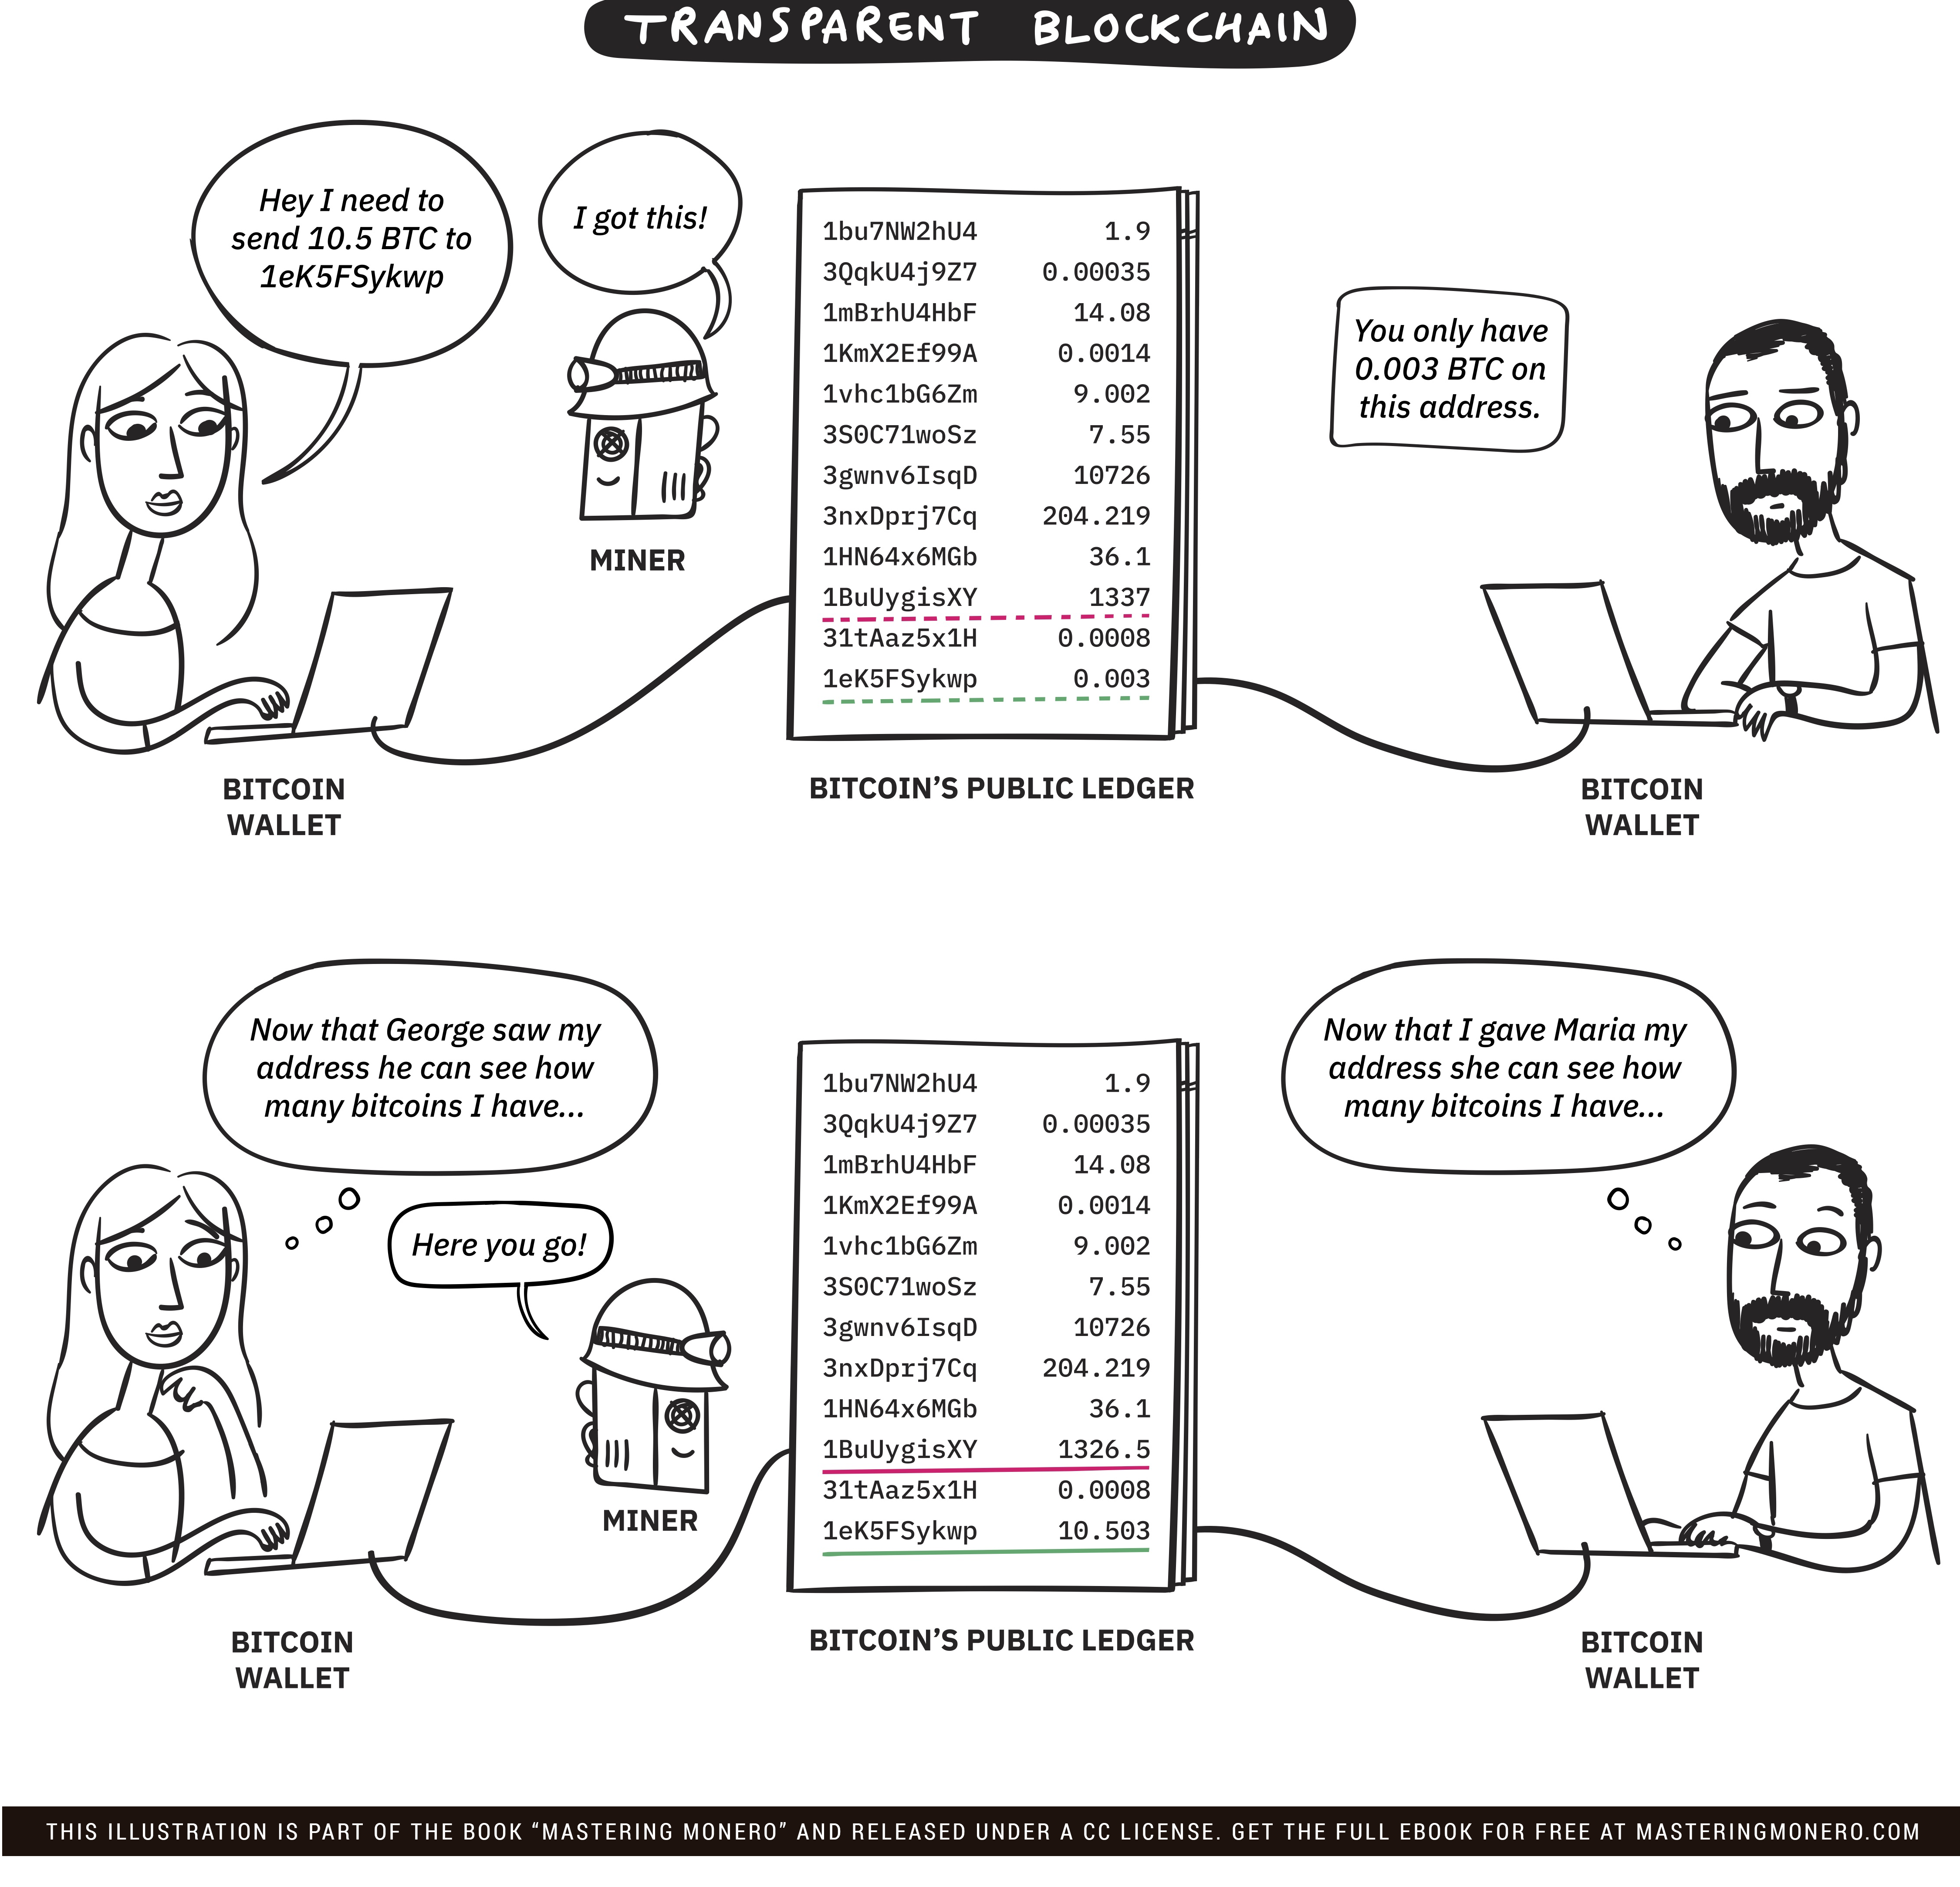 TRANSPARENT BLOCKCHAIN
Hey I need to
send 10.5 BTC to
1eK5FSykwp
I got this!
MINER
1bu7NW2hU4 1.9
3QqkU4j9Z7 0.00035
1mBrhU4HbF 14.08
1KmX2Ef99A 0.0014
1vhc1bG6Zm 9.002
3S0C71woSz 7.55
3gwnv6IsqD 10726
3nxDprj7Cq 204.219
1HN64x6MGb 36.1
1BuUygisXY 1337
31tAaz5x1H 0.0008
1eK5FSykwp 0.003
You only have
0.003 BTC on
this address.
BITCOIN
WALLET
BITCOIN’S PUBLIC LEDGER
BITCOIN
WALLET
Now that George saw my
address he can see how
many bitcoins I have...
Here you go!
MINER
1bu7NW2hU4 1.9
3QqkU4j9Z7 0.00035
1mBrhU4HbF 14.08
1KmX2Ef99A 0.0014
1vhc1bG6Zm 9.002
3S0C71woSz 7.55
3gwnv6IsqD 10726
3nxDprj7Cq 204.219
1HN64x6MGb 36.1
1BuUygisXY 1326.5
31tAaz5x1H 0.0008
1eK5FSykwp 10.503
Now that I gave Maria my
address she can see how
many bitcoins I have...
BITCOIN
WALLET
BITCOIN’S PUBLIC LEDGER
BITCOIN
WALLET
THIS ILLUSTRATION IS PART OF THE BOOK “MASTERING MONERO” AND RELEASED UNDER A CC LICENSE. GET THE FULL EBOOK FOR FREE AT MASTERINGMONERO.COM